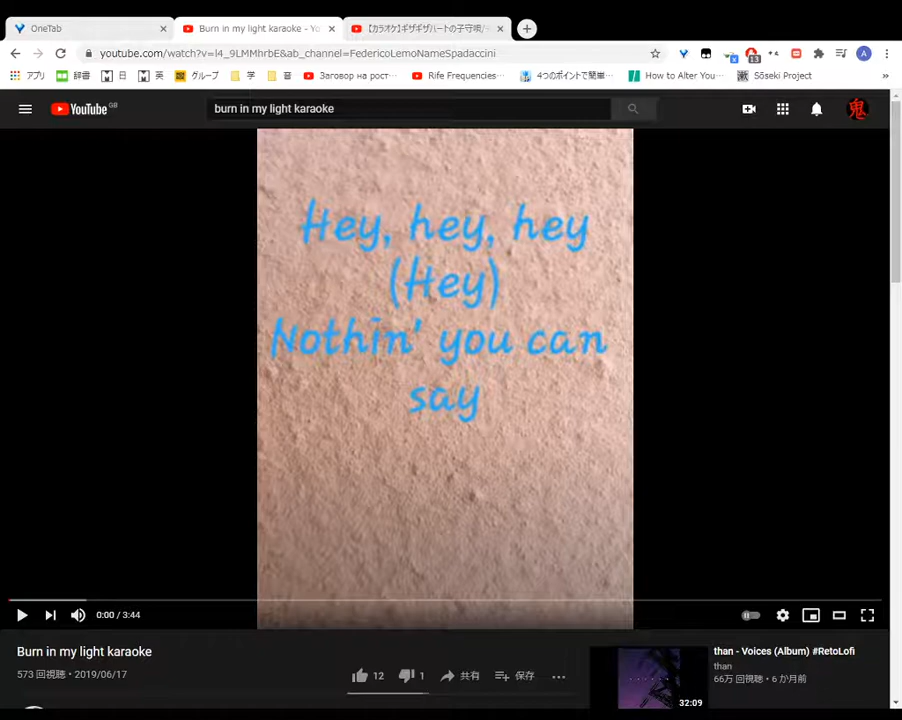 OneTab
Burn in my light karaoke - Yo
【カラオケ】ギザギザハートの子守唄/チ
youtube.com/watch?v=l4_9LMMhrbE&ab_channel=FedericoLemoNameSpadaccini
A
アプリ 辞書 日 英 グループ 学 音 Заговор на рост… Rife Frequencies… 4つのポイントで簡単… How to Alter You… Sōseki Project »
13
YouTube GB
burn in my light karaoke
鬼
Hey, hey, hey
(Hey)
Nothin' you can
say
0:00 / 3:44
Burn in my light karaoke
573 回視聴・2019/06/17
12 1 共有 保存 …
than - Voices (Album) #RetoLofi
than
66万 回視聴・6 か月前
32:09